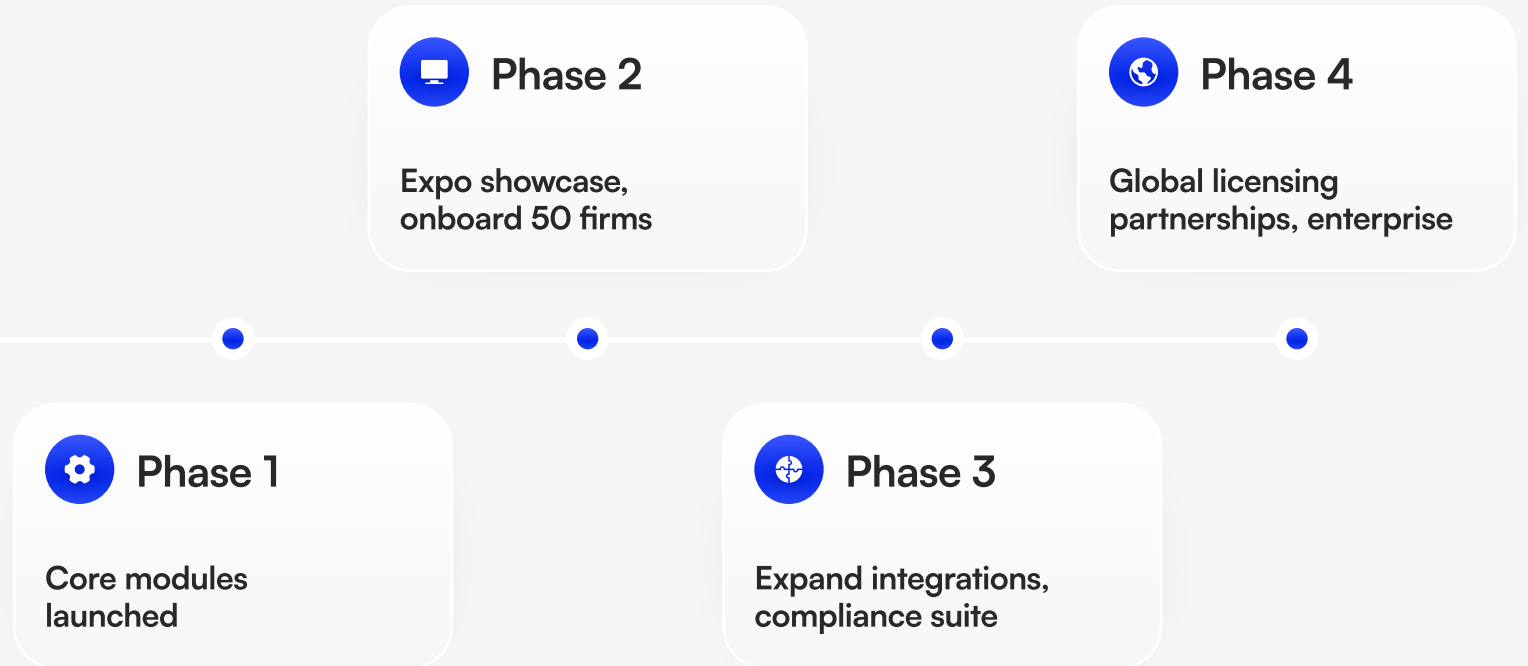 Phase 2
Expo showcase,
onboard 50 firms
Phase 4
Global licensing
partnerships, enterprise
Phase 1
Core modules
launched
Phase 3
Expand integrations,
compliance suite